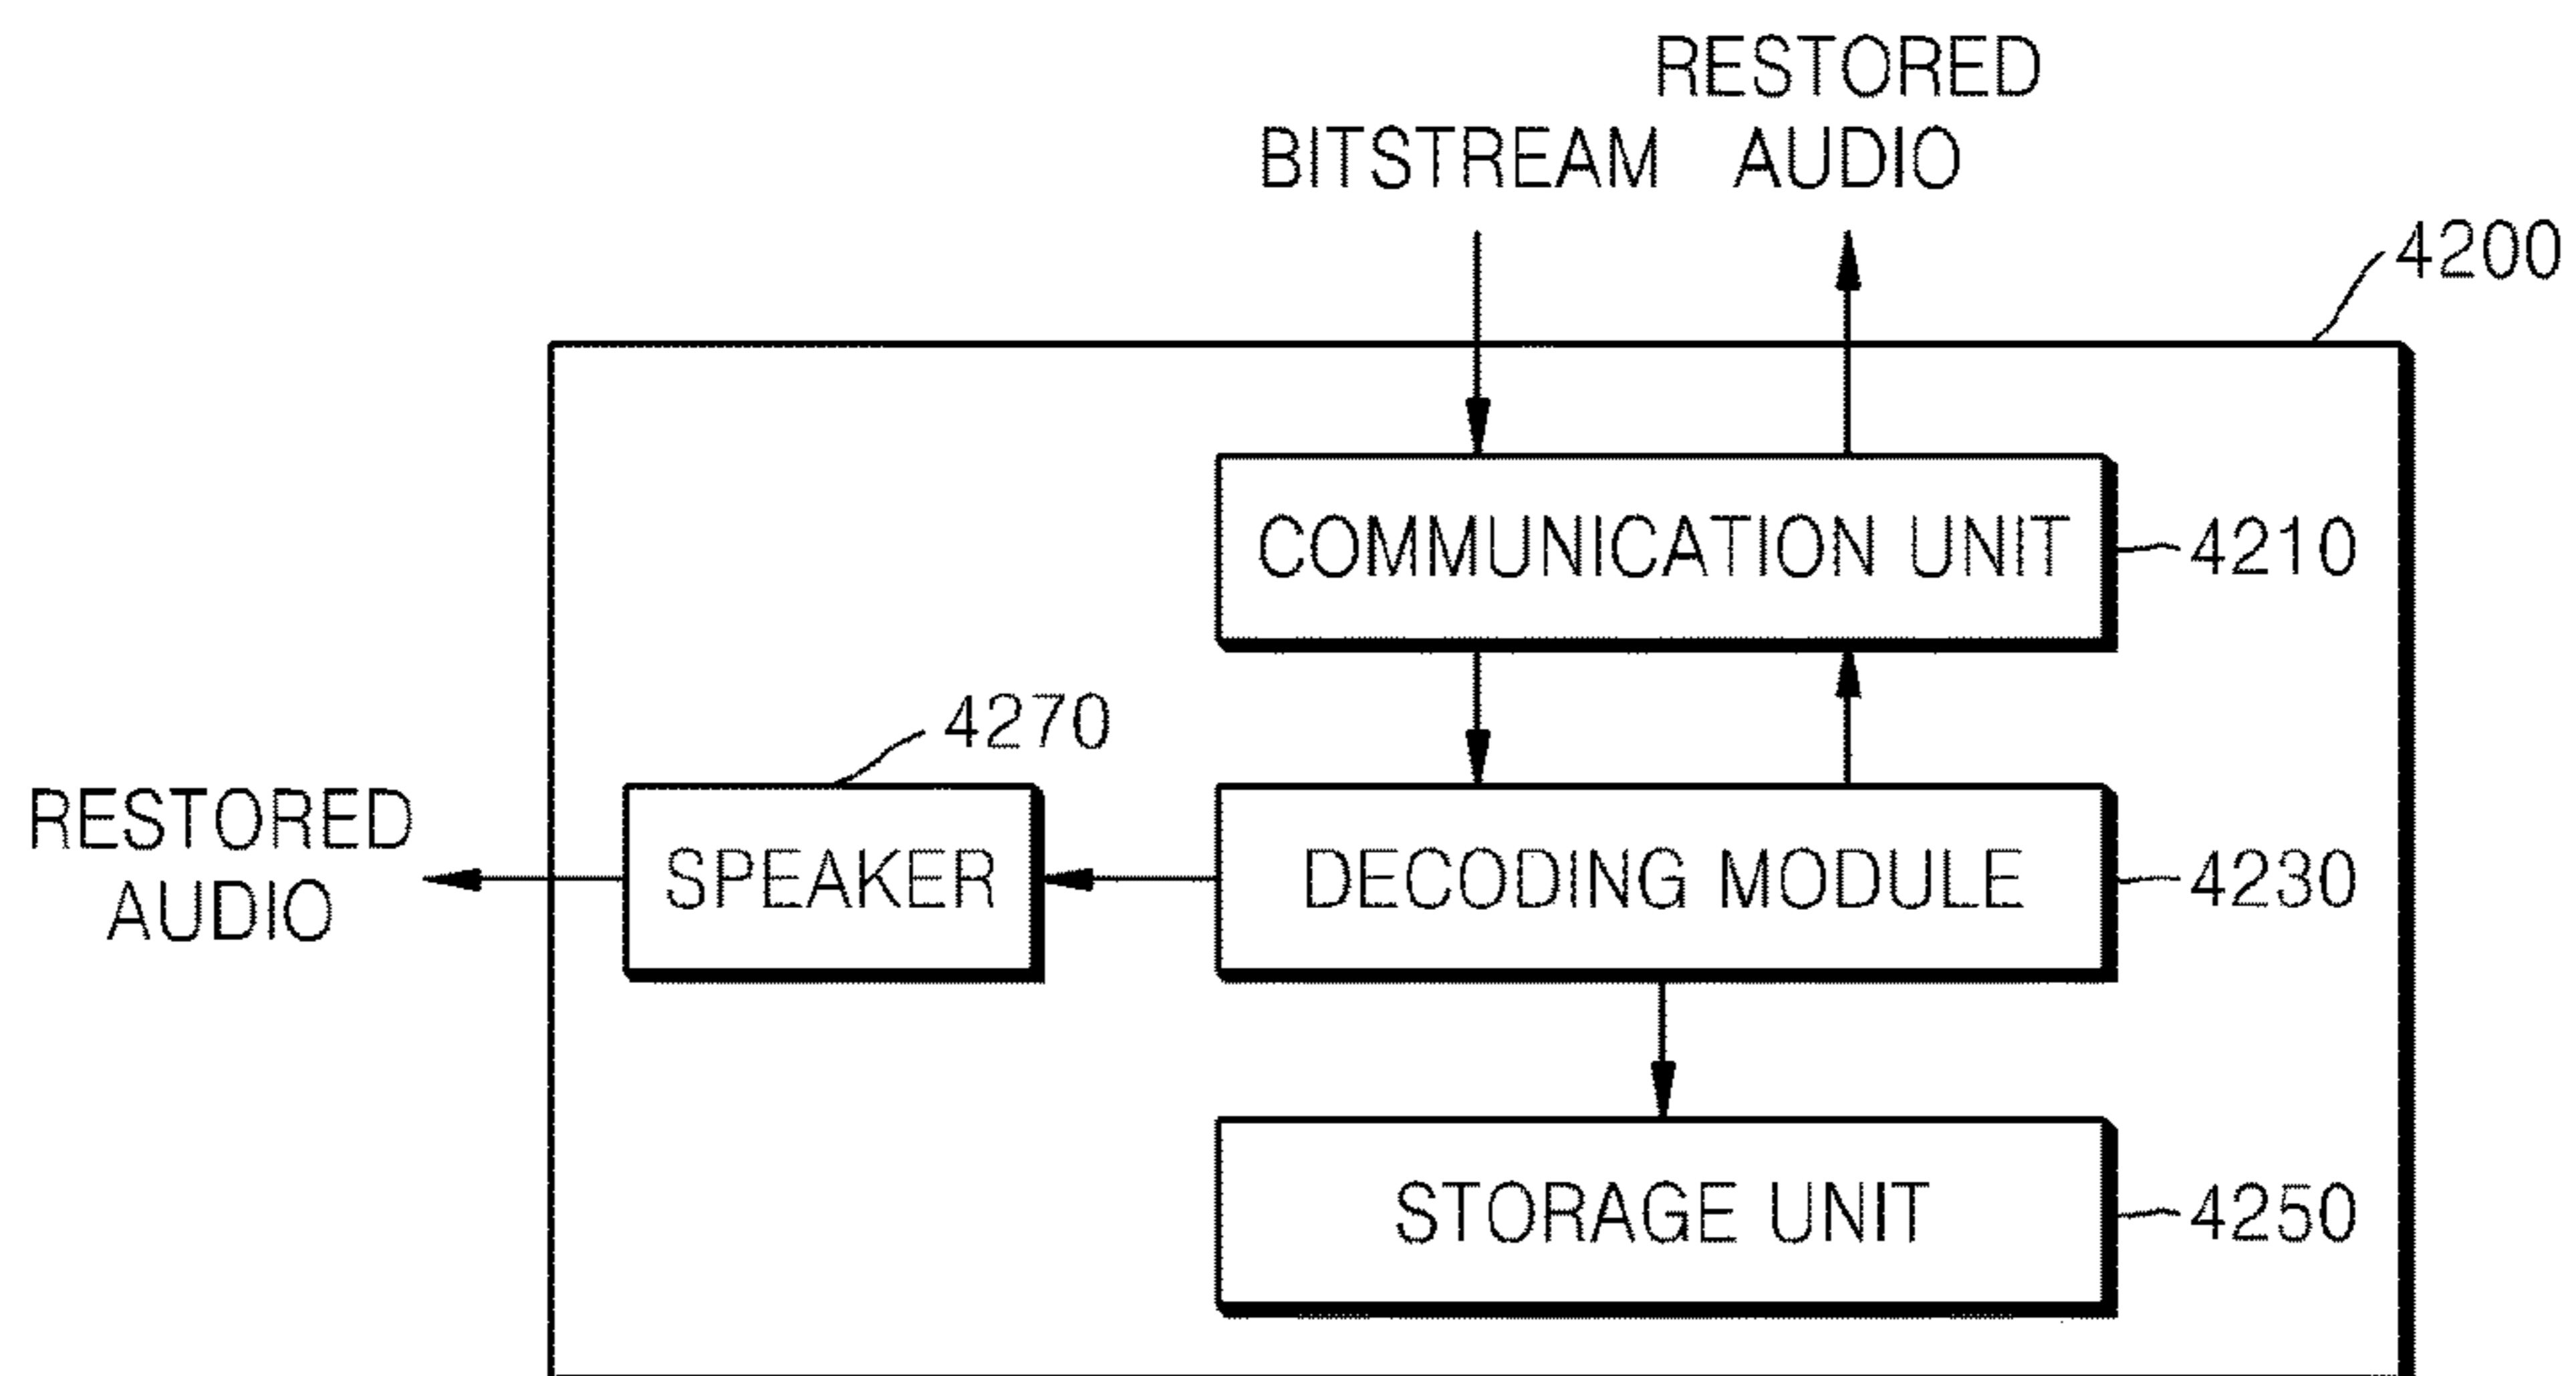 RESTORED
BITSTREAM AUDIO
4200
COMMUNICATION UNIT
4210
4270
RESTORED
AUDIO
SPEAKER
DECODING MODULE
4230
STORAGE UNIT
4250